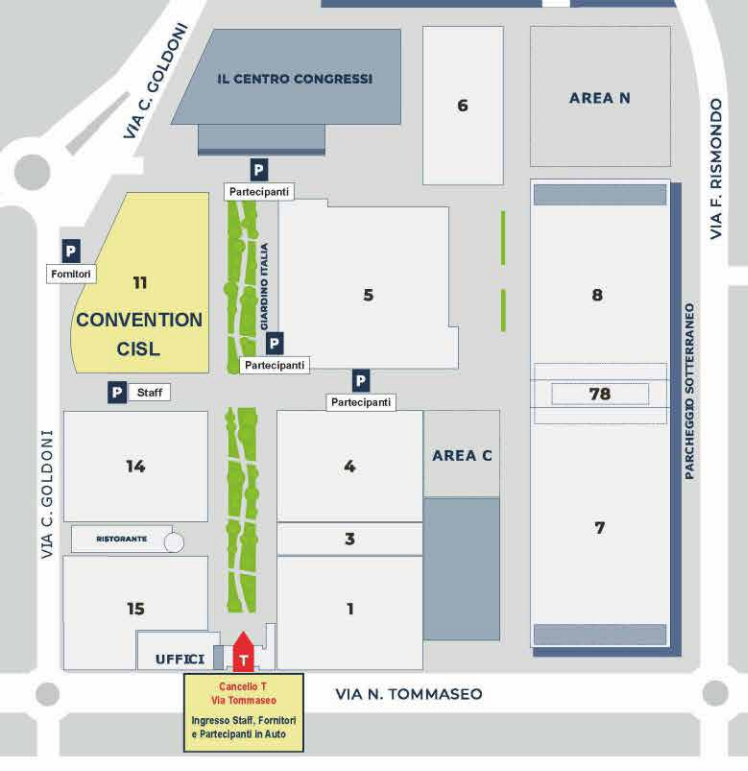 VIA C. GOLDONI
IL CENTRO CONGRESSI
6
AREA N
VIA F. RISMONDO
P
Partecipanti
P
Fornitori
11
CONVENTION
CISL
GIARDINO ITALIA
5
8
P
Partecipanti
P
Staff
P
Partecipanti
78
PARCHEGGIO SOTTERRANEO
VIA C. GOLDONI
14
4
AREA C
RISTORANTE
3
7
15
1
UFFICI
T
Cancello T
Via Tommaseo
Ingresso Staff, Fornitori
e Partecipanti in Auto
VIA N. TOMMASEO